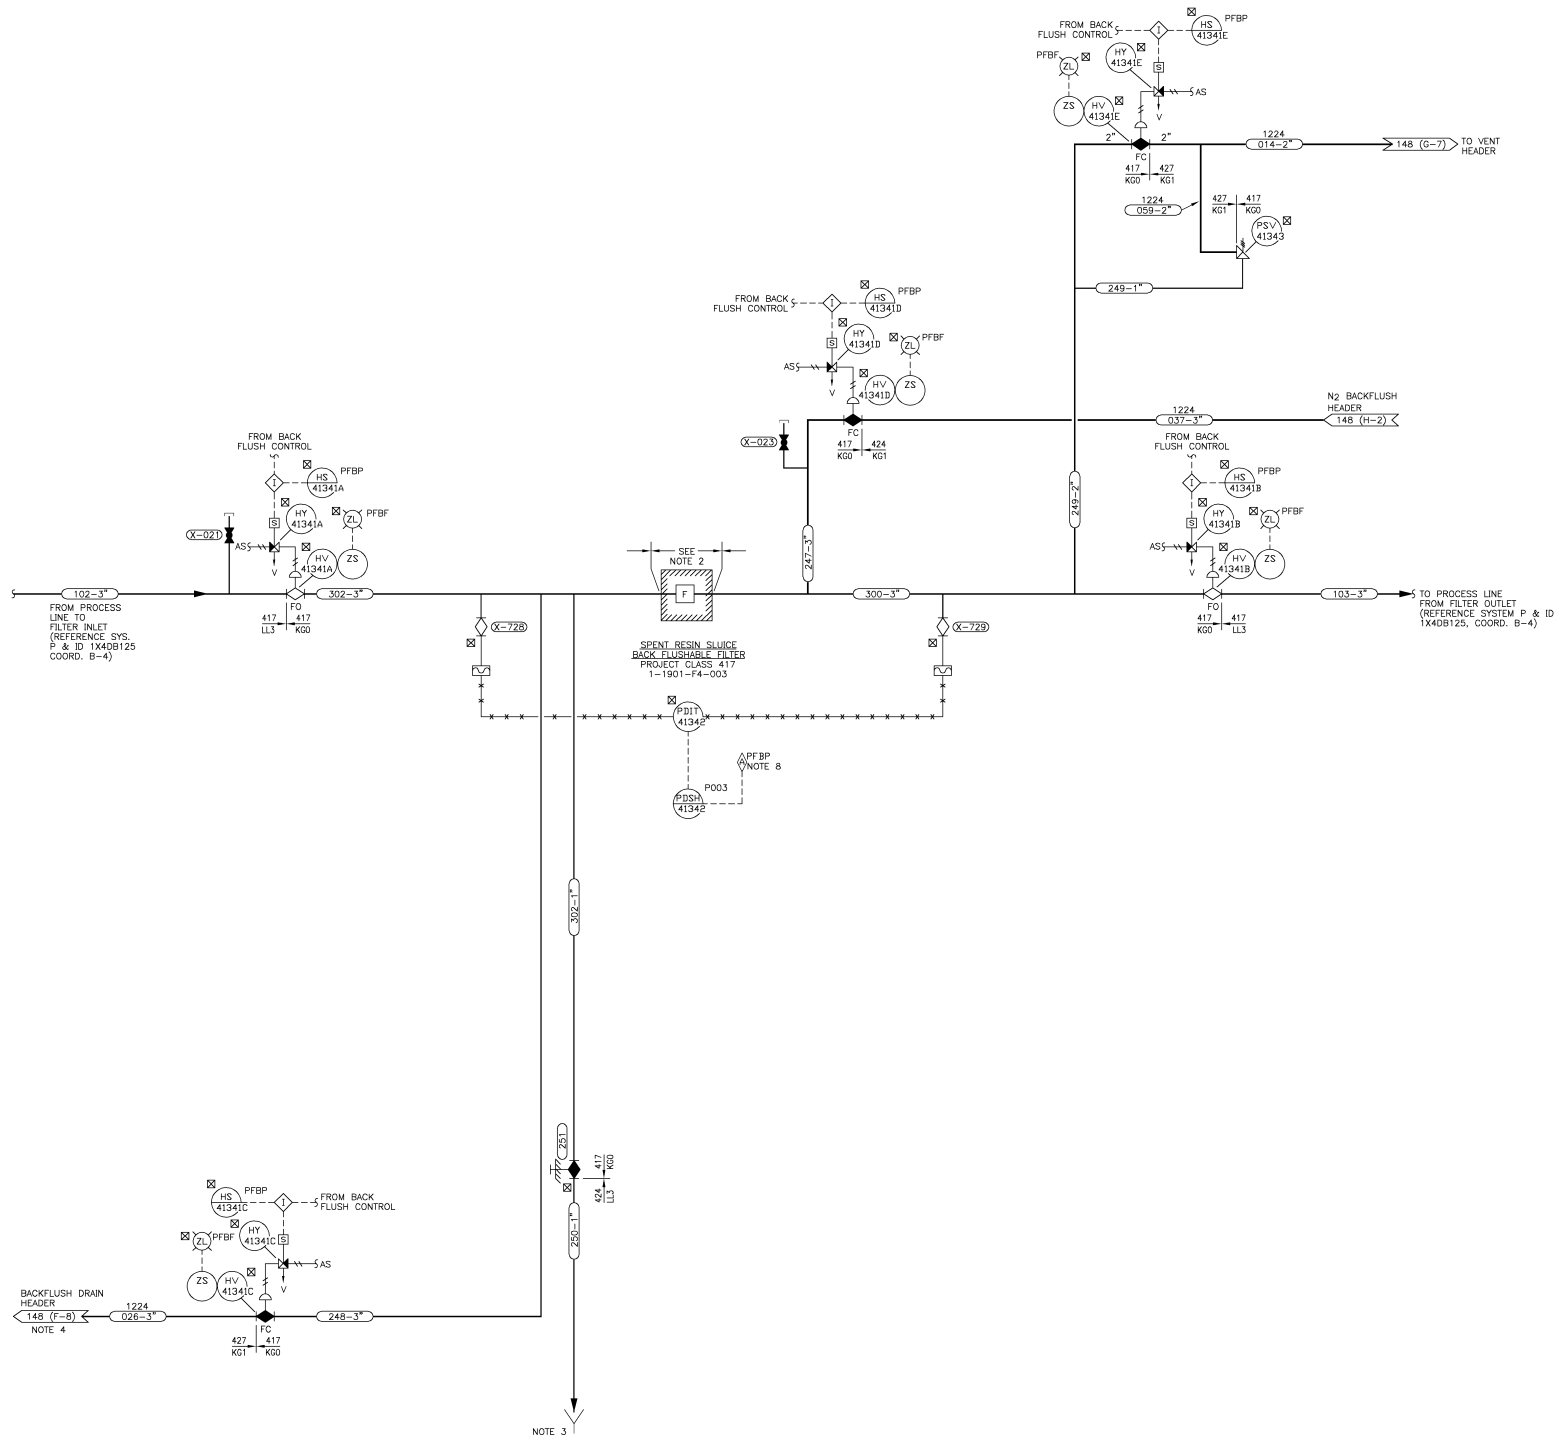 FROM BACK
FLUSH CONTROL
I
HS
41341E
PFBP
PFBF
ZL
HY
41341E
S
ZS
HV
41341E
AS
V
2"
2"
FC
417
KG0
427
KG1
1224
014-2"
148 (G-7)
TO VENT
HEADER
1224
059-2"
427
KG1
417
KG0
PSV
41343
249-1"
FROM BACK
FLUSH CONTROL
I
HS
41341D
PFBP
S
HY
41341D
ZL
PFBF
AS
V
HV
41341D
ZS
FC
417
KG0
424
KG1
X-023
1224
037-3"
N2 BACKFLUSH
HEADER
148 (H-2)
FROM BACK
FLUSH CONTROL
I
HS
41341A
PFBP
S
HY
41341A
ZL
PFBF
X-021
AS
V
HV
41341A
ZS
FO
417
LL3
417
KG0
102-3"
302-3"
FROM PROCESS
LINE TO
FILTER INLET
(REFERENCE SYS.
P & ID 1X4DB125
COORD. B-4)
SEE
NOTE 2
F
SPENT RESIN SLUICE
BACK FLUSHABLE FILTER
PROJECT CLASS 417
1-1901-F4-003
247-3"
300-3"
249-2"
FROM BACK
FLUSH CONTROL
I
HS
41341B
PFBP
S
HY
41341B
ZL
PFBF
AS
V
HV
41341B
ZS
FO
417
KG0
417
LL3
103-3"
TO PROCESS LINE
FROM FILTER OUTLET
(REFERENCE SYSTEM P & ID
1X4DB125, COORD. B-4)
X-728
X-729
PDIT
41342
A
PFBP
NOTE 8
P003
PDSH
41342
302-1"
251
417
KG0
424
LL3
250-1"
HS
41341C
PFBP
I
FROM BACK
FLUSH CONTROL
ZL
PFBF
HY
41341C
S
ZS
HV
41341C
AS
V
BACKFLUSH DRAIN
HEADER
148 (F-8)
NOTE 4
1224
026-3"
FC
248-3"
427
KG1
417
KG0
NOTE 3